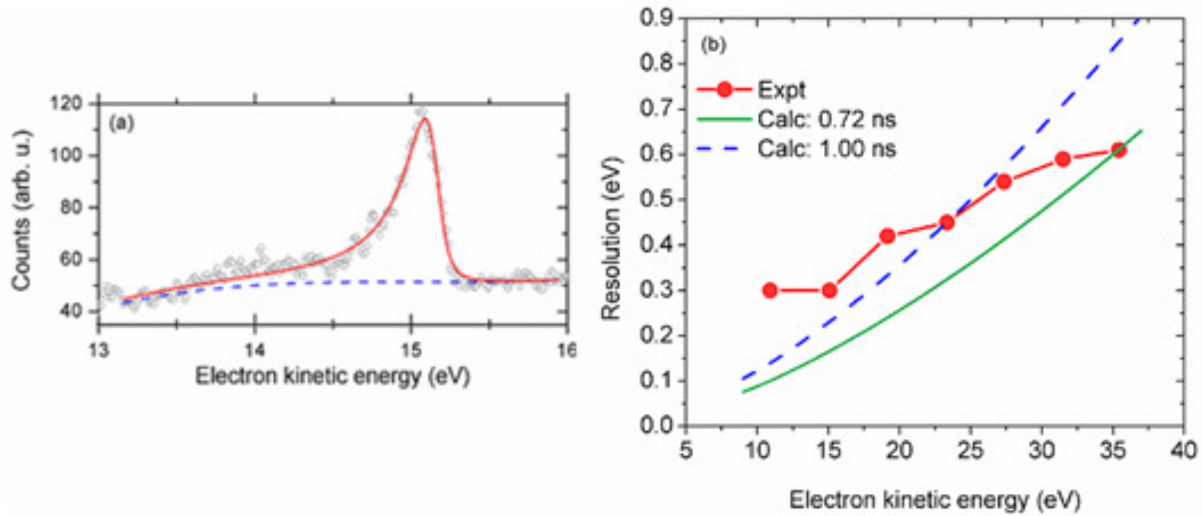 (a)
120
100
80
60
40
Counts (arb. u.)
13 14 15 16
Electron kinetic energy (eV)
(b)
Expt
Calc: 0.72 ns
Calc: 1.00 ns
0.9
0.8
0.7
0.6
0.5
0.4
0.3
0.2
0.1
0.0
Resolution (eV)
5 10 15 20 25 30 35 40
Electron kinetic energy (eV)